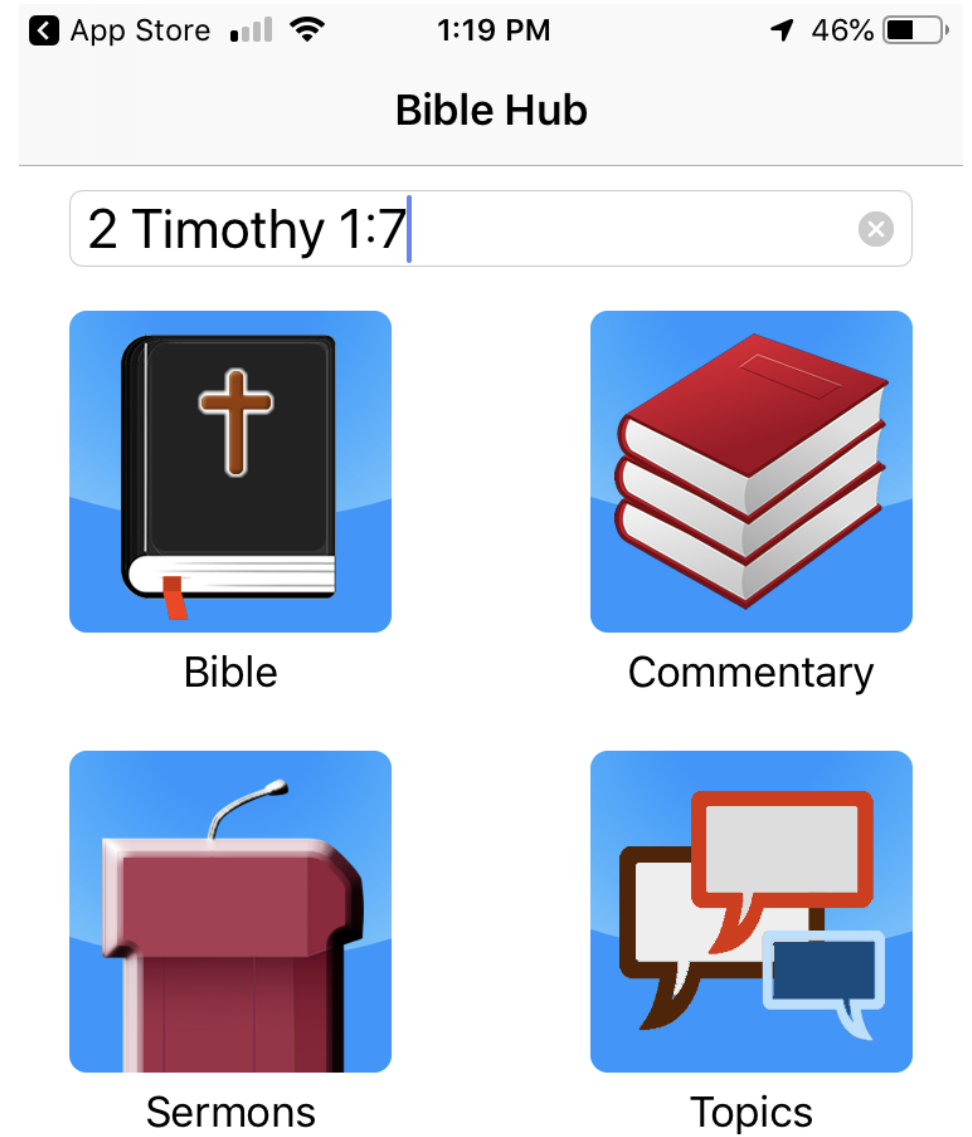 App Store 1:19 PM 46%
Bible Hub
2 Timothy 1:7
Bible Commentary
Sermons Topics